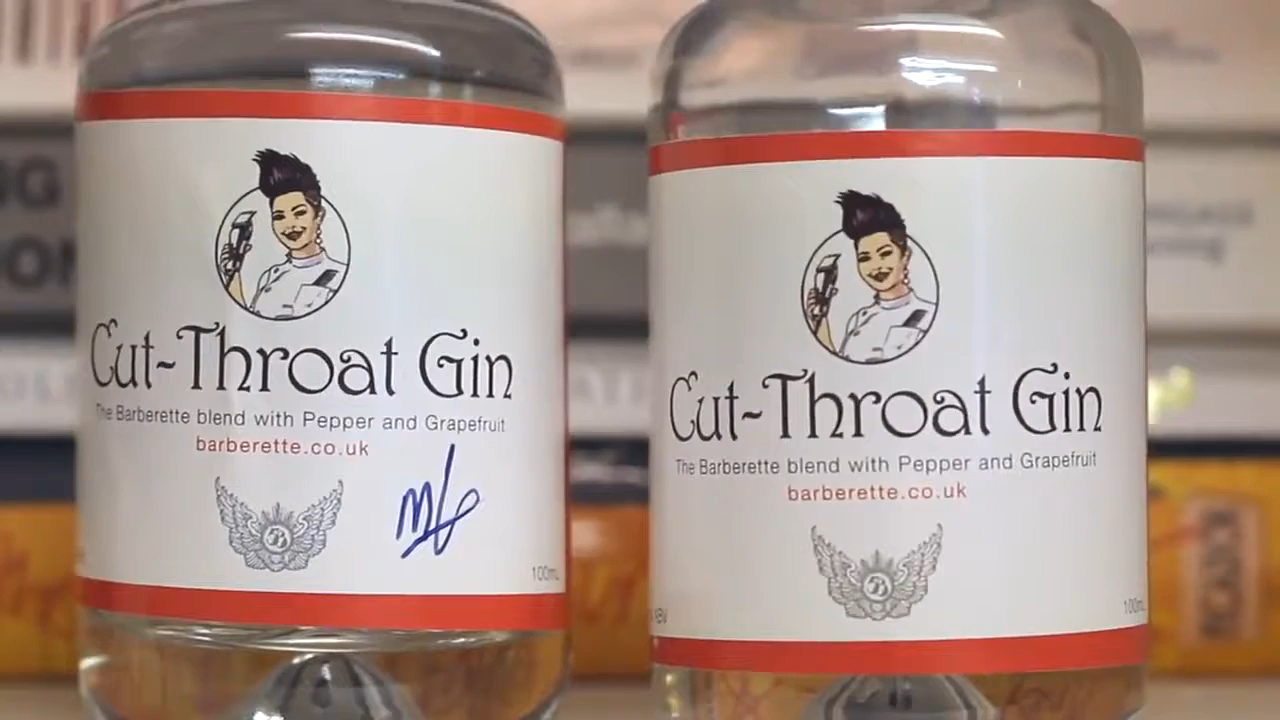 Cut-Throat Gin
The Barberette blend with Pepper and Grapefruit
barberette.co.uk
100mL
Cut-Throat Gin
The Barberette blend with Pepper and Grapefruit
barberette.co.uk